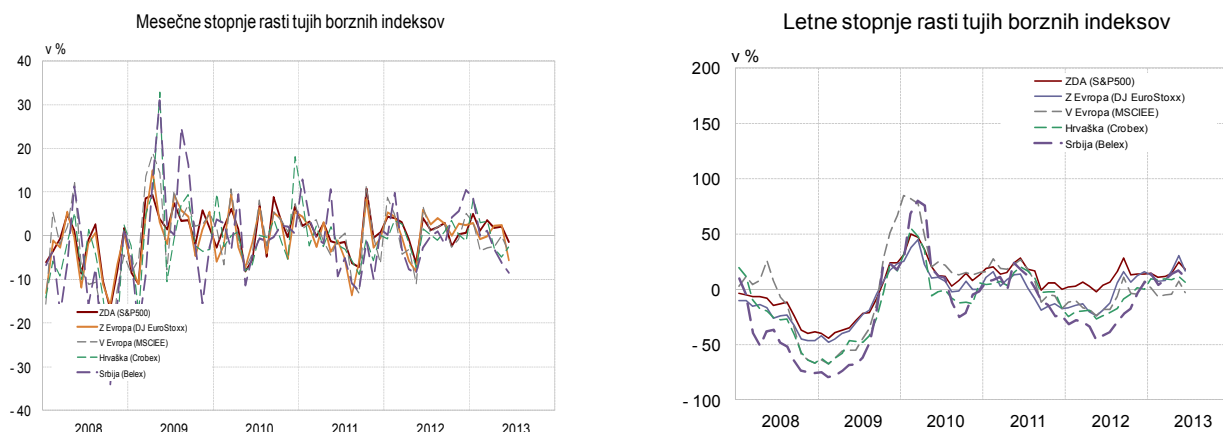 Mesečne stopnje rasti tujih borznih indeksov
v %
40
30
20
10
0
- 10
- 20
- 30
- 40
ZDA (S&P500)
Z Evropa (DJ EuroStoxx)
V Evropa (MSCIEE)
Hrvaška (Crobex)
Srbija (Belex)
2008 2009 2010 2011 2012 2013
Letne stopnje rasti tujih borznih indeksov
v %
200
150
100
50
0
- 50
- 100
ZDA (S&P500)
Z Evropa (DJ EuroStoxx)
V Evropa (MSCIEE)
Hrvaška (Crobex)
Srbija (Belex)
2008 2009 2010 2011 2012 2013